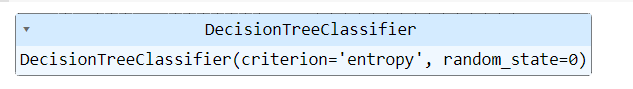 DecisionTreeClassifier
DecisionTreeClassifier(criterion='entropy', random_state=0)